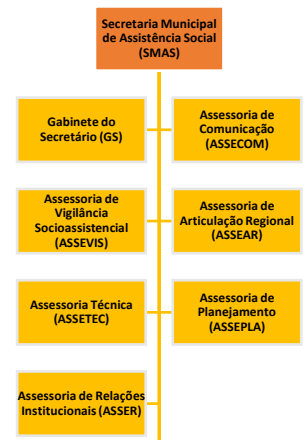 Secretaria Municipal
de Assistência Social
(SMAS)
Gabinete do
Secretário (GS)
Assessoria de
Comunicação
(ASSECOM)
Assessoria de
Vigilância
Socioassistencial
(ASSEVIS)
Assessoria de
Articulação Regional
(ASSEAR)
Assessoria Técnica
(ASSETEC)
Assessoria de
Planejamento
(ASSEPLA)
Assessoria de Relações
Institucionais (ASSER)